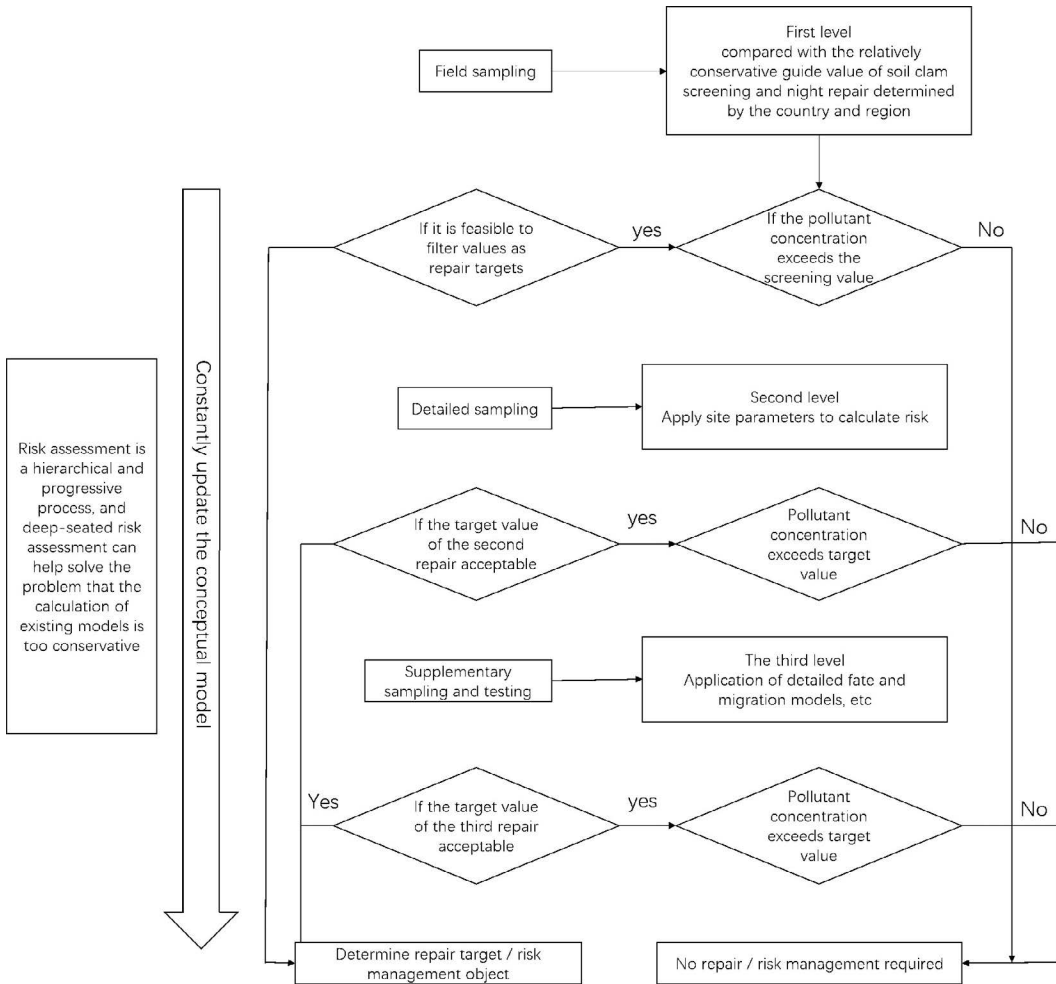 Field sampling
First level
compared with the relatively
conservative guide value of soil clam
screening and night repair determined
by the country and region
If it is feasible to
filter values as
repair targets
yes
If the pollutant
concentration
exceeds the
screening value
No
Detailed sampling
Second level
Apply site parameters to calculate risk
Risk assessment is
a hierarchical and
progressive
process, and
deep-seated risk
assessment can
help solve the
problem that the
calculation of
existing models is
too conservative
Constantly update the conceptual model
If the target value
of the second
repair acceptable
yes
Pollutant
concentration
exceeds target
value
No
Supplementary
sampling and testing
The third level
Application of detailed fate and
migration models, etc
Yes
If the target value
of the third repair
acceptable
yes
Pollutant
concentration
exceeds target
value
No
Determine repair target / risk
management object
No repair / risk management required